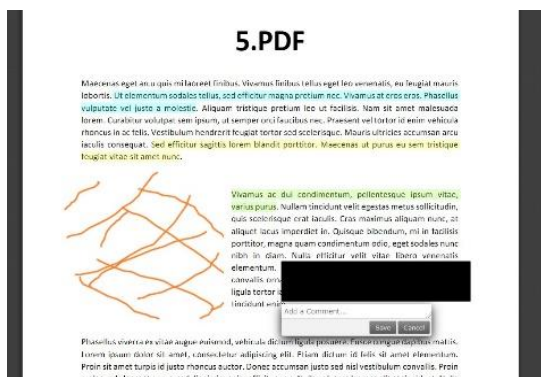 5.PDF
Maecenas eget arcu quis mi laoreet finibus. Vivamus finibus tellus eget leo venenatis, eu feugiat mauris
lobortis. Ut elementum sodales tellus, sed efficitur magna pretium nec. Vivamus at eros eros. Phasellus
vulputate vel justo a molestie. Aliquam tristique pretium leo ut facilisis. Nam sit amet malesuada
lorem. Curabitur volutpat sem ipsum, ut semper orci faucibus nec. Praesent vel tortor id enim vehicula
rhoncus in ac felis. Vestibulum hendrerit feugiat tortor sed scelerisque. Mauris ultricies accumsan arcu
iaculis consequat. Sed efficitur sagittis lorem blandit porttitor. Maecenas ut purus eu sem tristique
feugiat vitae sit amet nunc.
Vivamus ac dui condimentum, pellentesque ipsum vitae,
varius purus. Nullam tincidunt velit egestas metus sollicitudin,
quis scelerisque erat iaculis. Cras maximus aliquam nunc, at
aliquet lacus imperdiet in. Quisque bibendum, mi in facilisis
porttitor, magna quam condimentum odio, eget sodales nunc
nibh in diam. Nulla efficitur velit vitae libero venenatis
elementum.
convallis
ligula tortor
tincidunt enim
Add a Comment...
Save Cancel
Phasellus viverra ex vitae augue euismod, vehicula dictum ligula posuere. Fusce congue dapibus mattis.
Lorem ipsum dolor sit amet, consectetur adipiscing elit. Etiam dictum id felis sit amet elementum.
Proin sit amet turpis id justo rhoncus auctor. Donec accumsan justo sed nisl vestibulum convallis. Proin